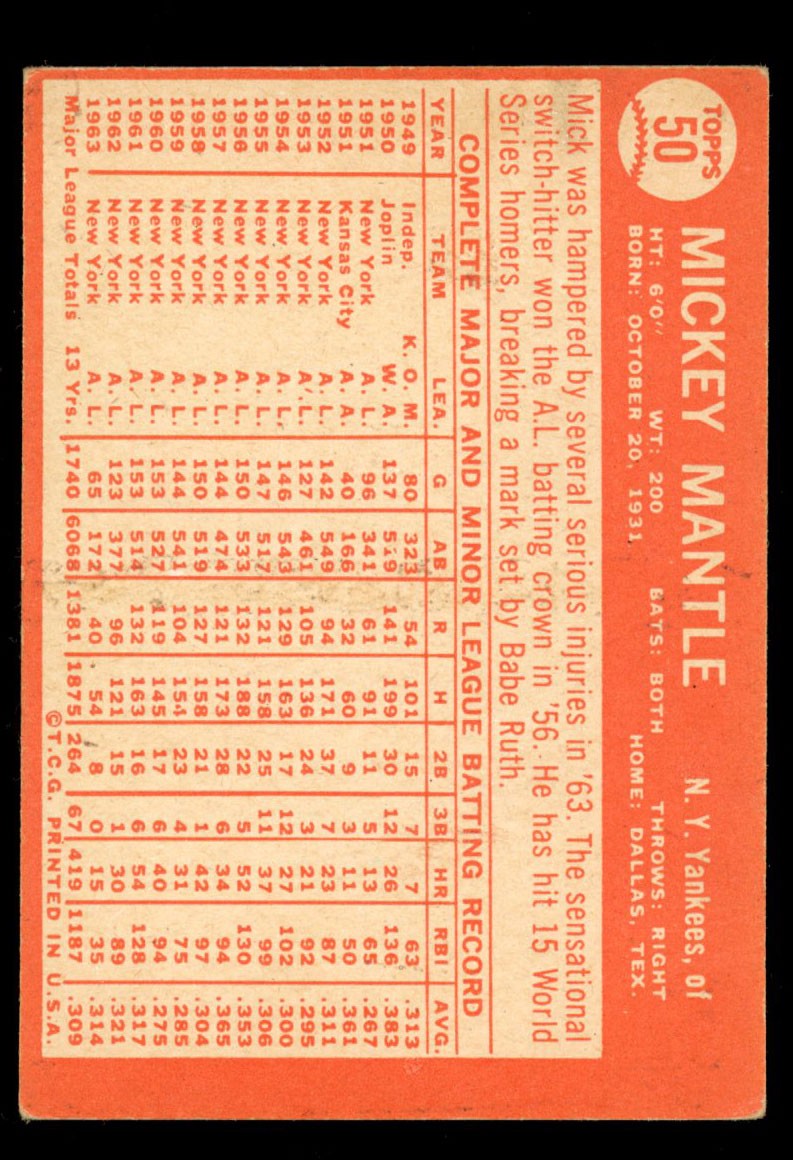 TOPPS
50
MICKEY MANTLE N. Y. Yankees, of
HT: 6'0" WT: 200 BATS: BOTH THROWS: RIGHT
BORN: OCTOBER 20, 1931 HOME: DALLAS, TEX.
Mick was hampered by several serious injuries in '63. The sensational
switch-hitter won the A.L. batting crown in '56. He has hit 15 World
Series homers, breaking a mark set by Babe Ruth.
COMPLETE MAJOR AND MINOR LEAGUE BATTING RECORD
YEAR TEAM LEA. G AB R H 2B 3B HR RBI AVG.
1949 Indep. K. O. M. 80 323 54 101 15 7 7 63 .313
1950 Joplin W. A. 137 519 141 199 30 12 26 136 .383
1951 New York A. L. 96 341 61 91 11 5 13 65 .267
1951 Kansas City A. A. 40 166 32 60 9 3 11 50 .361
1952 New York A. L. 142 549 94 171 37 7 23 87 .311
1953 New York A. L. 127 461 105 136 24 3 21 92 .295
1954 New York A. L. 146 543 129 163 17 12 27 102 .300
1955 New York A. L. 147 517 121 158 25 11 37 99 .306
1956 New York A. L. 150 533 132 188 22 5 52 130 .353
1957 New York A. L. 144 474 121 173 28 6 34 94 .365
1958 New York A. L. 150 519 127 158 21 1 42 97 .304
1959 New York A. L. 144 541 104 154 23 4 31 75 .285
1960 New York A. L. 153 527 119 145 17 6 40 94 .275
1961 New York A. L. 153 514 132 163 16 6 54 128 .317
1962 New York A. L. 123 377 96 121 15 1 30 89 .321
1963 New York A. L. 65 172 40 54 8 0 15 35 .314
Major League Totals 13 Yrs. 1740 6068 1381 1875 264 67 419 1187 .309
©T.C.G. PRINTED IN U.S.A.